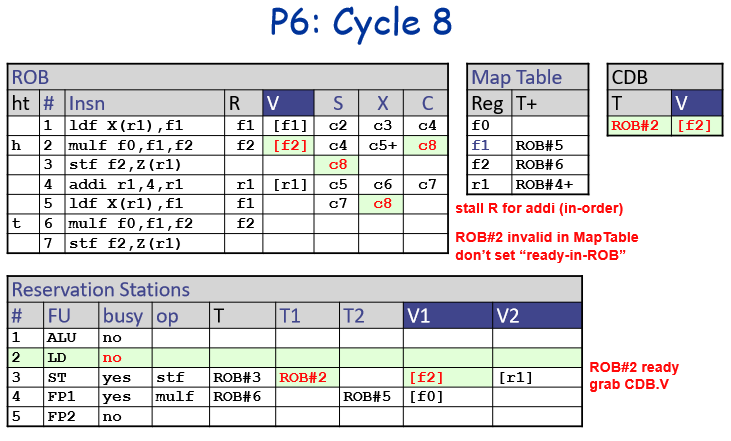 P6: Cycle 8
ROB
ht # Insn R V S X C
1 ldf X(r1),f1 f1 [f1] c2 c3 c4
h 2 mulf f0,f1,f2 f2 [f2] c4 c5+ c8
3 stf f2,Z(r1) c8
4 addi r1,4,r1 r1 [r1] c5 c6 c7
5 ldf X(r1),f1 f1 c7 c8
t 6 mulf f0,f1,f2 f2
7 stf f2,Z(r1)
Map Table
Reg T+
f0
f1 ROB#5
f2 ROB#6
r1 ROB#4+
CDB
T V
ROB#2 [f2]
stall R for addi (in-order)
ROB#2 invalid in MapTable
don't set “ready-in-ROB”
Reservation Stations
# FU busy op T T1 T2 V1 V2
1 ALU no
2 LD no
3 ST yes stf ROB#3 ROB#2 [f2] [r1]
4 FP1 yes mulf ROB#6 ROB#5 [f0]
5 FP2 no
ROB#2 ready
grab CDB.V